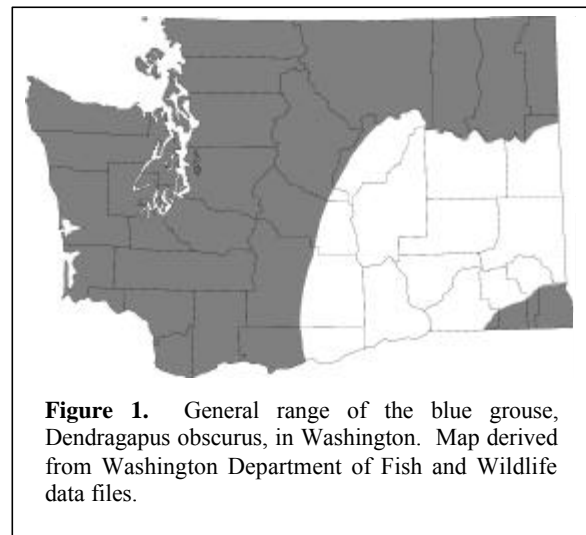 Figure 1. General range of the blue grouse,
Dendragapus obscurus, in Washington. Map derived
from Washington Department of Fish and Wildlife
data files.